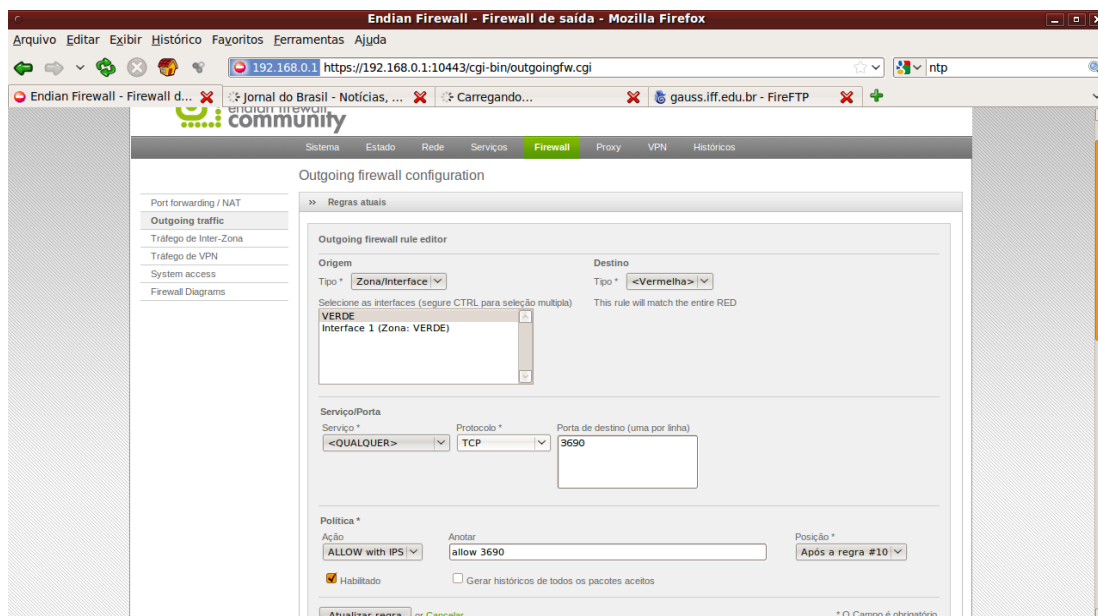 Endian Firewall - Firewall de saída - Mozilla Firefox
Arquivo Editar Exibir Histórico Favoritos Ferramentas Ajuda
192.168.0.1 https://192.168.0.1:10443/cgi-bin/outgoingfw.cgi ntp
Endian Firewall - Firewall d... Jornal do Brasil - Notícias, ... Carregando... gauss.iff.edu.br - FireFTP
endian firewall
community
Sistema Estado Rede Serviços Firewall Proxy VPN Históricos
Outgoing firewall configuration
Port forwarding / NAT
Outgoing traffic
Tráfego de Inter-Zona
Tráfego de VPN
System access
Firewall Diagrams
» Regras atuais
Outgoing firewall rule editor
Origem Destino
Tipo * Zona/Interface Tipo * <Vermelha>
Selecione as interfaces (segure CTRL para seleção multipla) This rule will match the entire RED
VERDE
Interface 1 (Zona: VERDE)
Serviço/Porta
Serviço * Protocolo * Porta de destino (uma por linha)
<QUALQUER> TCP 3690
Política *
Ação Anotar Posição *
ALLOW with IPS allow 3690 Após a regra #10
Habilitado Gerar históricos de todos os pacotes aceitos
Atualizar regra or Cancelar * O Campo é obrigatório